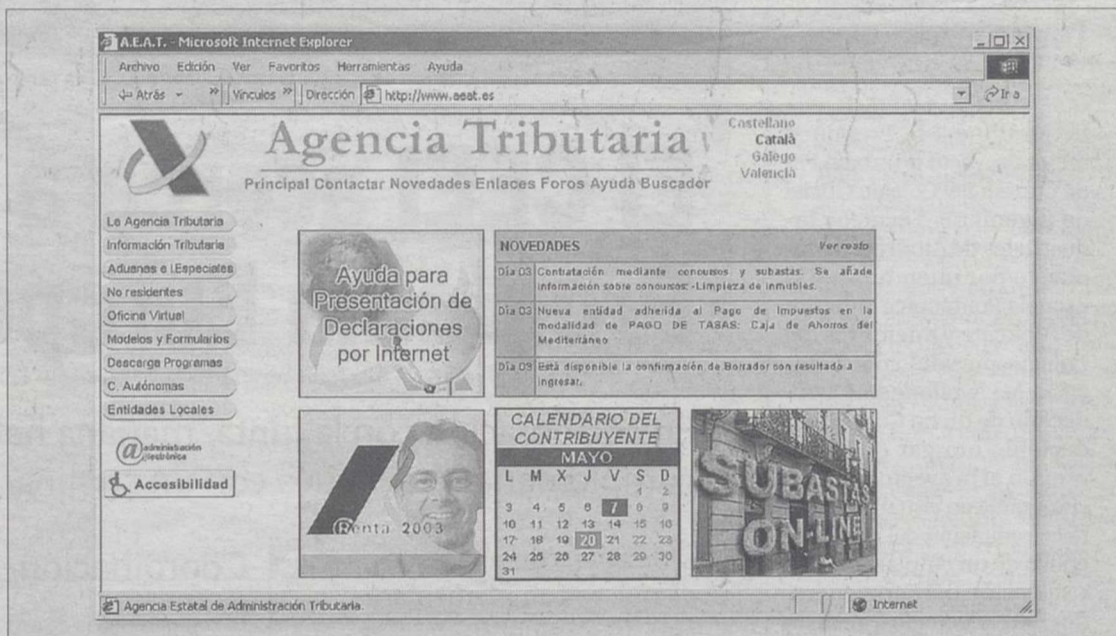 A.E.A.T. - Microsoft Internet Explorer
Archivo Edición Ver Favoritos Herramientas Ayuda
Atrás Vínculos Dirección http://www.aeat.es Ir a
Agencia Tributaria
Castellano
Català
Galego
Valencià
Principal Contactar Novedades Enlaces Foros Ayuda Buscador
La Agencia Tributaria
Información Tributaria
Aduanas e I.Especiales
No residentes
Oficina Virtual
Modelos y Formularios
Descarga Programas
C. Autónomas
Entidades Locales
@administración
electrónica
Accesibilidad
Ayuda para
Presentación de
Declaraciones
por Internet
NOVEDADES Ver resto
Día 03 Contratación mediante concursos y subastas. Se añade
información sobre concursos: -Limpieza de inmubles.
Día 03 Nueva entidad adherida al Pago de Impuestos en la
modalidad de PAGO DE TASAS: Caja de Ahorros del
Mediterráneo
Día 03 Está disponible la confirmación de Borrador con resultado a
ingresar.
Renta 2003
CALENDARIO DEL
CONTRIBUYENTE
MAYO
L M X J V S D
1 2
3 4 5 6 7 8 9
10 11 12 13 14 15 16
17 18 19 20 21 22 23
24 25 26 27 28 29 30
31
SUBASTAS
ON-LINE
Agencia Estatal de Administración Tributaria.
Internet